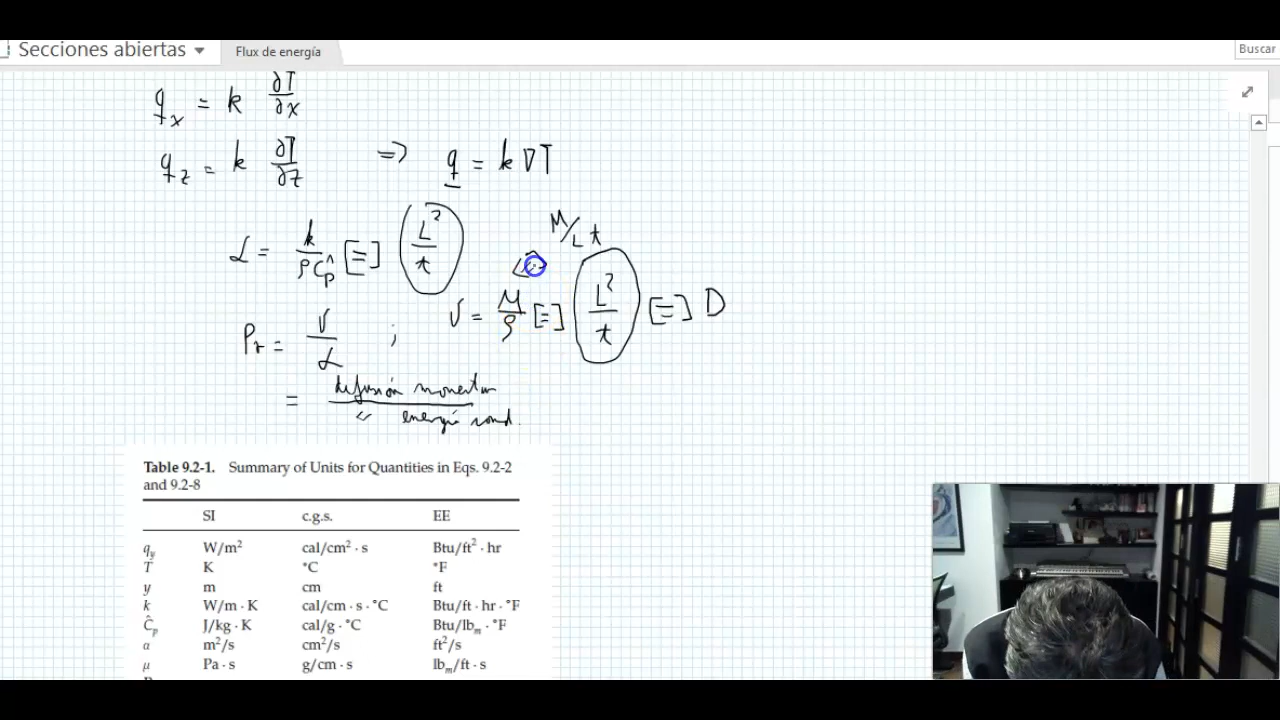 Secciones abiertas Flux de energía Buscar
q_x = k ∂T/∂x
q_z = k ∂T/∂z ⇒ q = k ∇T
M/L t
α = k/ρĈ_p [=] L²/t
ν = μ/ρ [=] L²/t [=] D
Pr = ν/α ;
= difusión momentum / " energía cond.
Table 9.2-1. Summary of Units for Quantities in Eqs. 9.2-2
and 9.2-8
SI c.g.s. EE
q_y W/m² cal/cm² · s Btu/ft² · hr
T K °C °F
y m cm ft
k W/m · K cal/cm · s · °C Btu/ft · hr · °F
Ĉ_p J/kg · K cal/g · °C Btu/lb_m · °F
α m²/s cm²/s ft²/s
μ Pa · s g/cm · s lb_m/ft · s